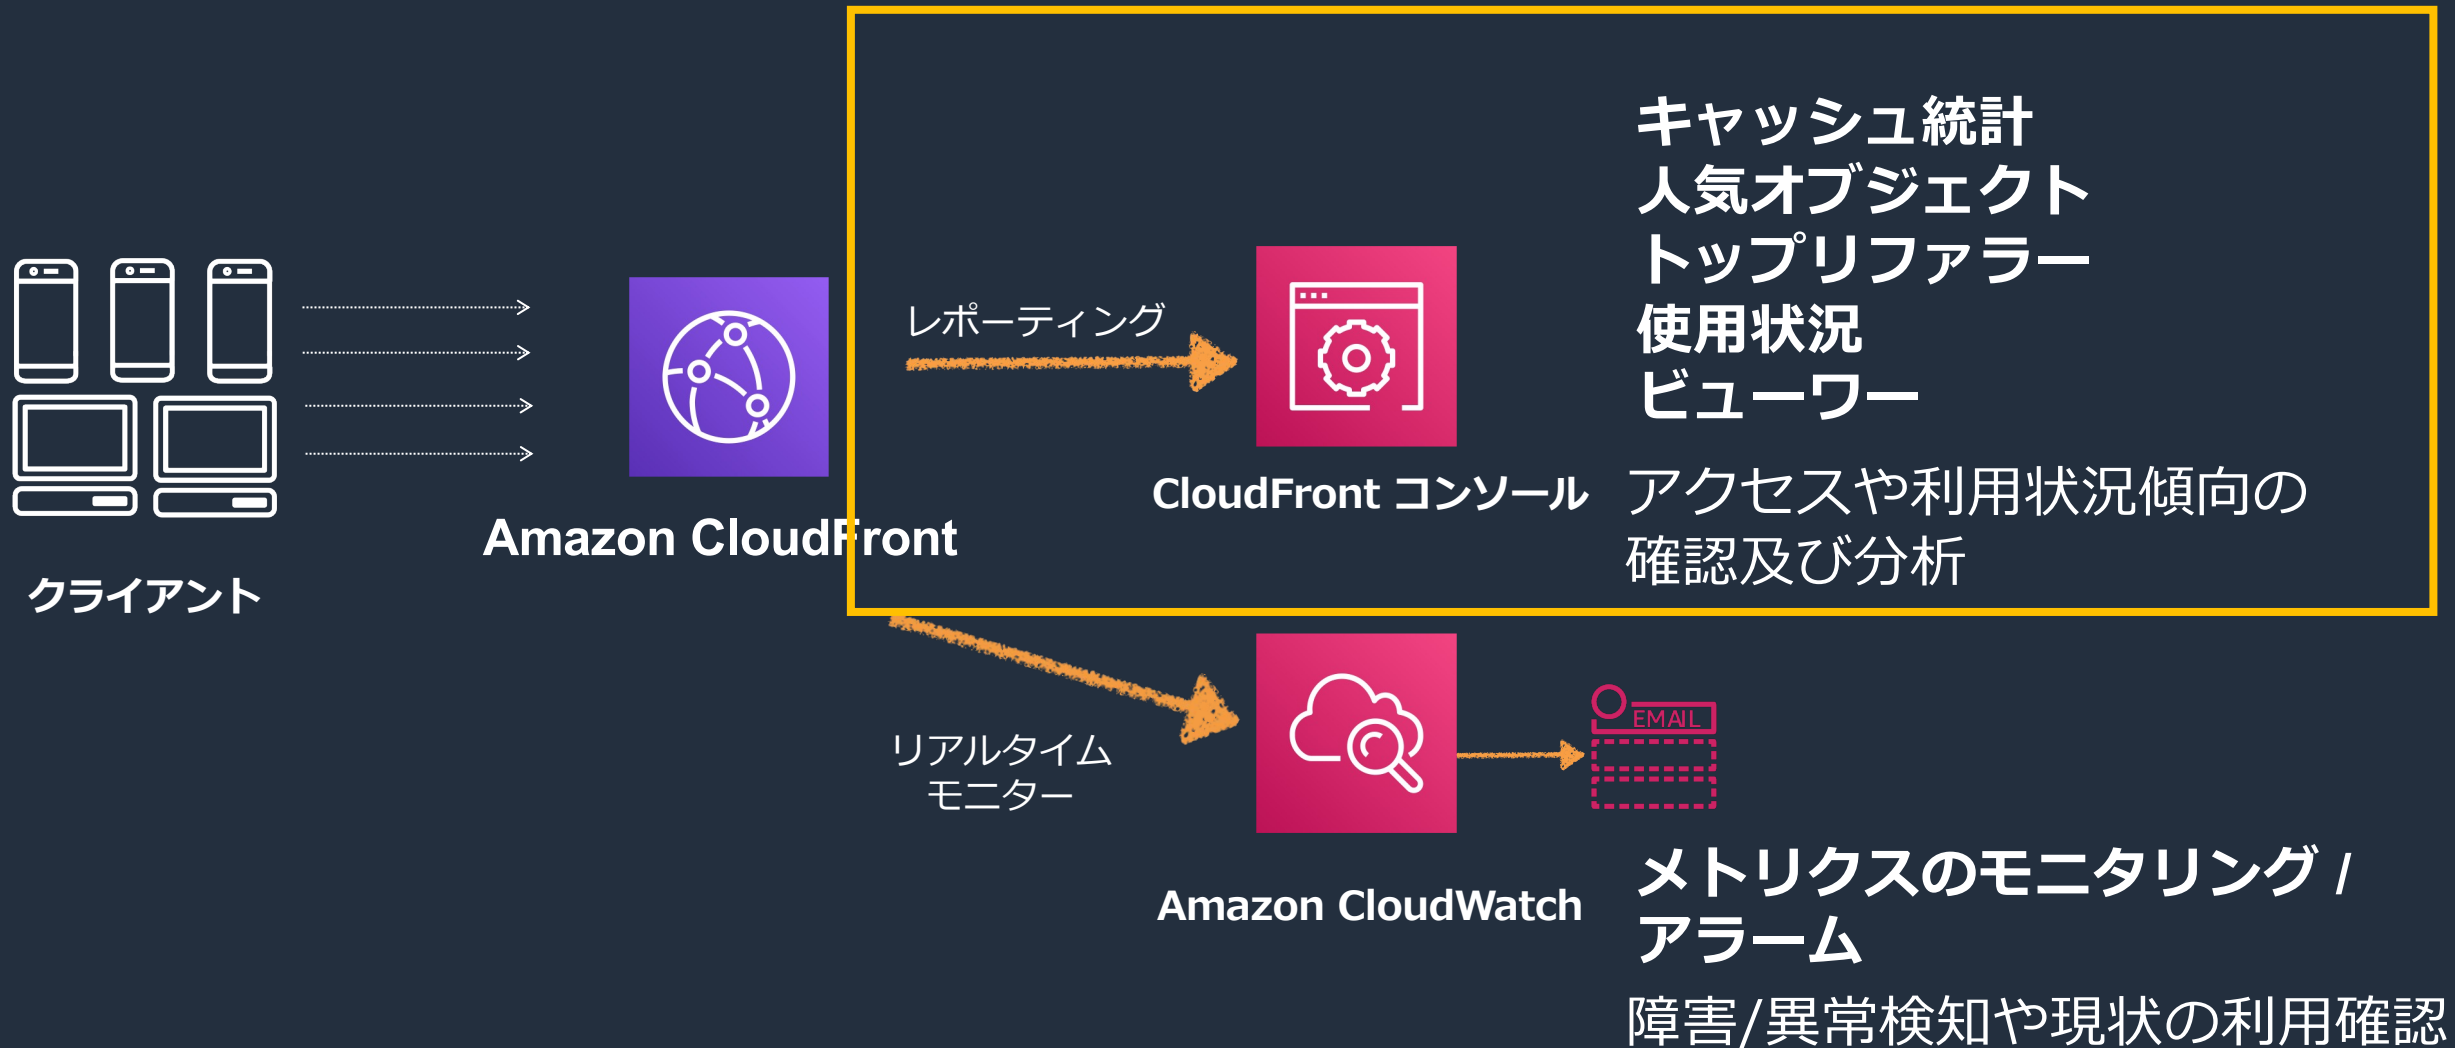 キャッシュ統計
人気オブジェクト
トップリファラー
使用状況
ビューワー
レポーティング
CloudFront コンソール
アクセスや利用状況傾向の
確認及び分析
Amazon CloudFront
クライアント
リアルタイム
モニター
EMAIL
Amazon CloudWatch
メトリクスのモニタリング /
アラーム
障害/異常検知や現状の利用確認